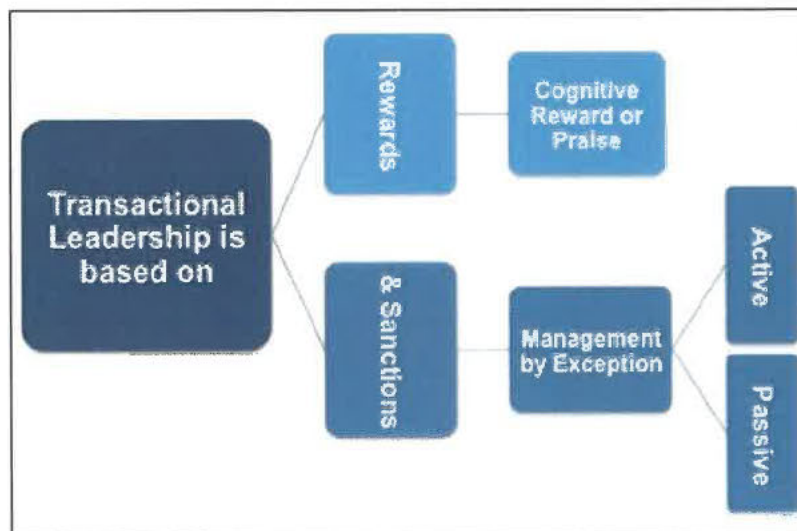 Transactional
Leadership is
based on
Rewards
Cognitive
Reward or
Praise
& Sanctions
Management
by Exception
Active
Passive